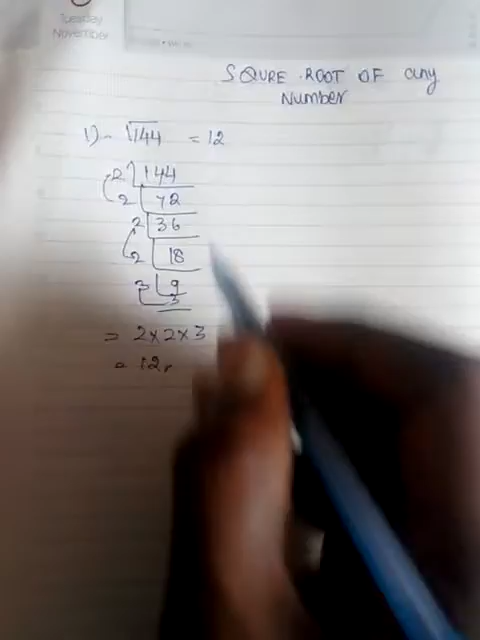 Tuesday
November
SQURE ROOT OF any
Number
1) - √144 = 12
2 144
2 72
2 36
2 18
3 9
3
= 2×2×3
= 12